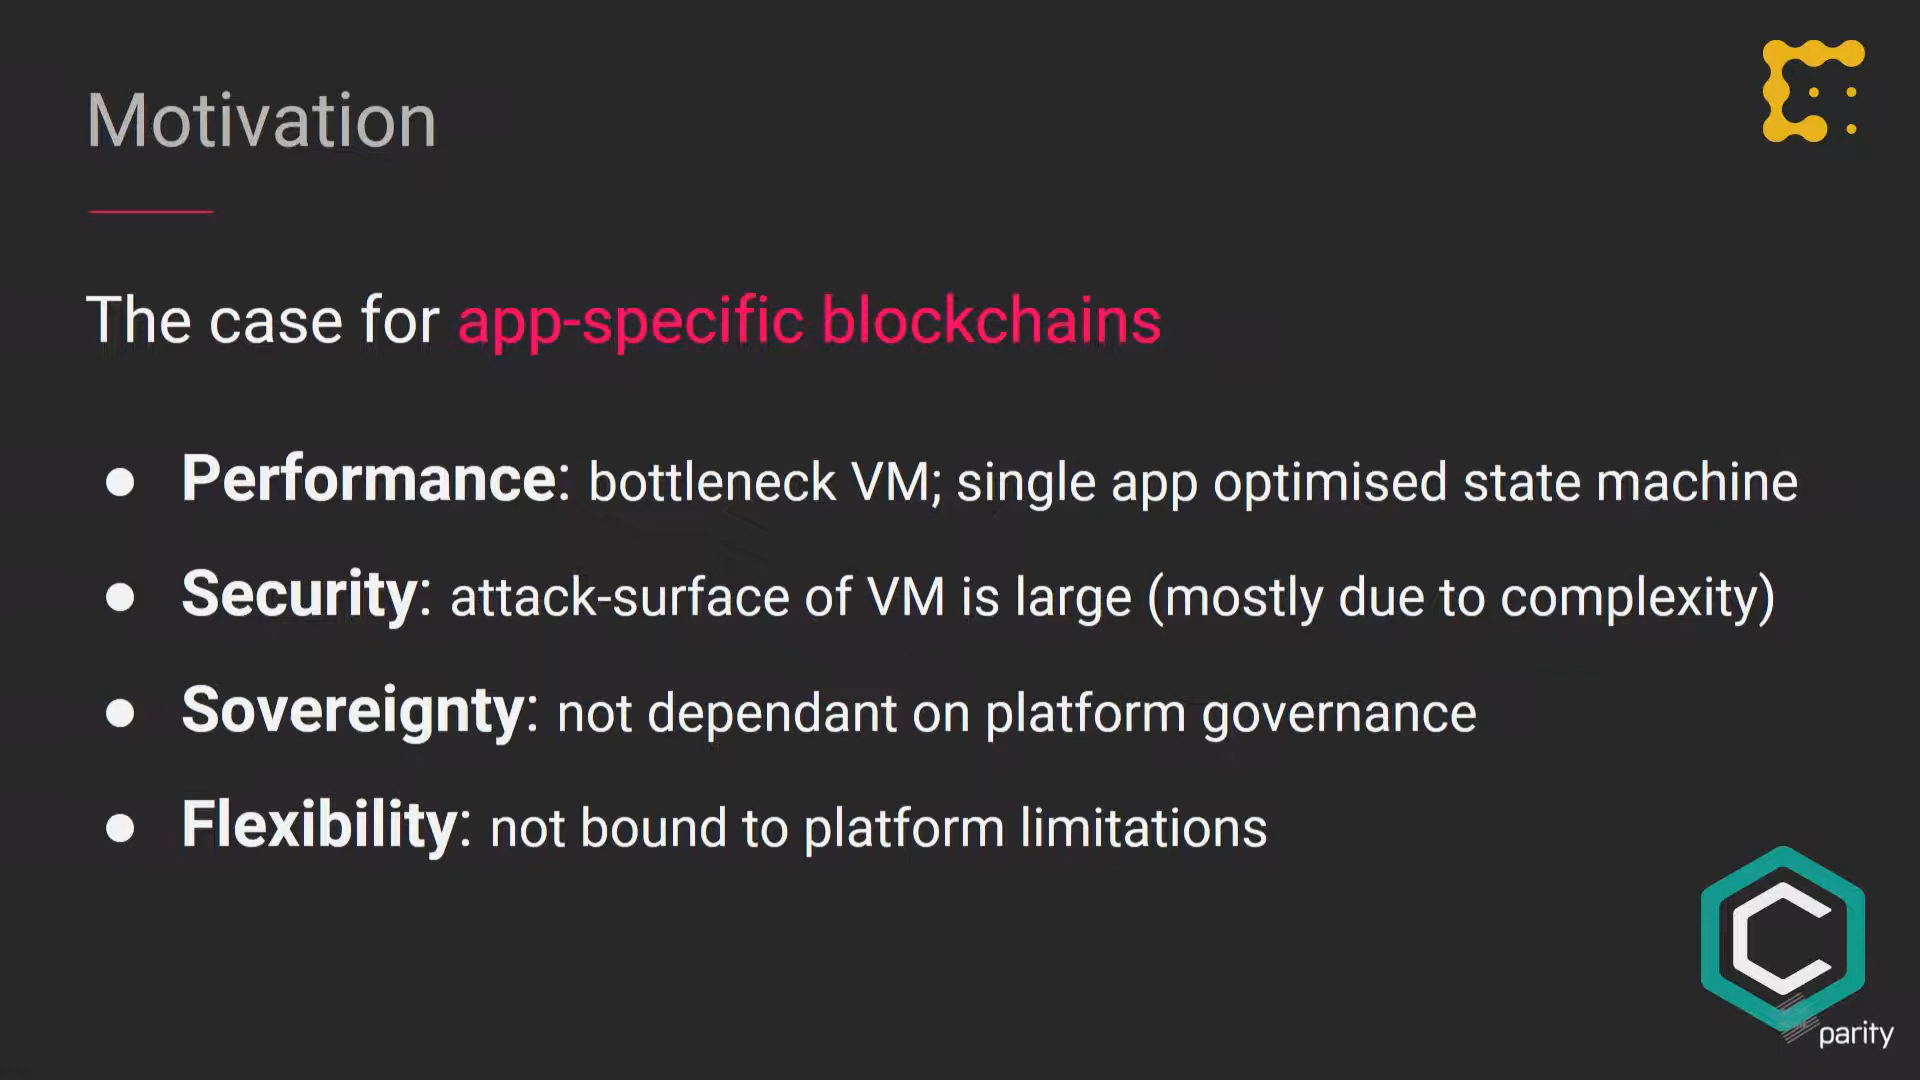 Motivation
The case for app-specific blockchains
● Performance: bottleneck VM; single app optimised state machine
● Security: attack-surface of VM is large (mostly due to complexity)
● Sovereignty: not dependant on platform governance
● Flexibility: not bound to platform limitations
parity